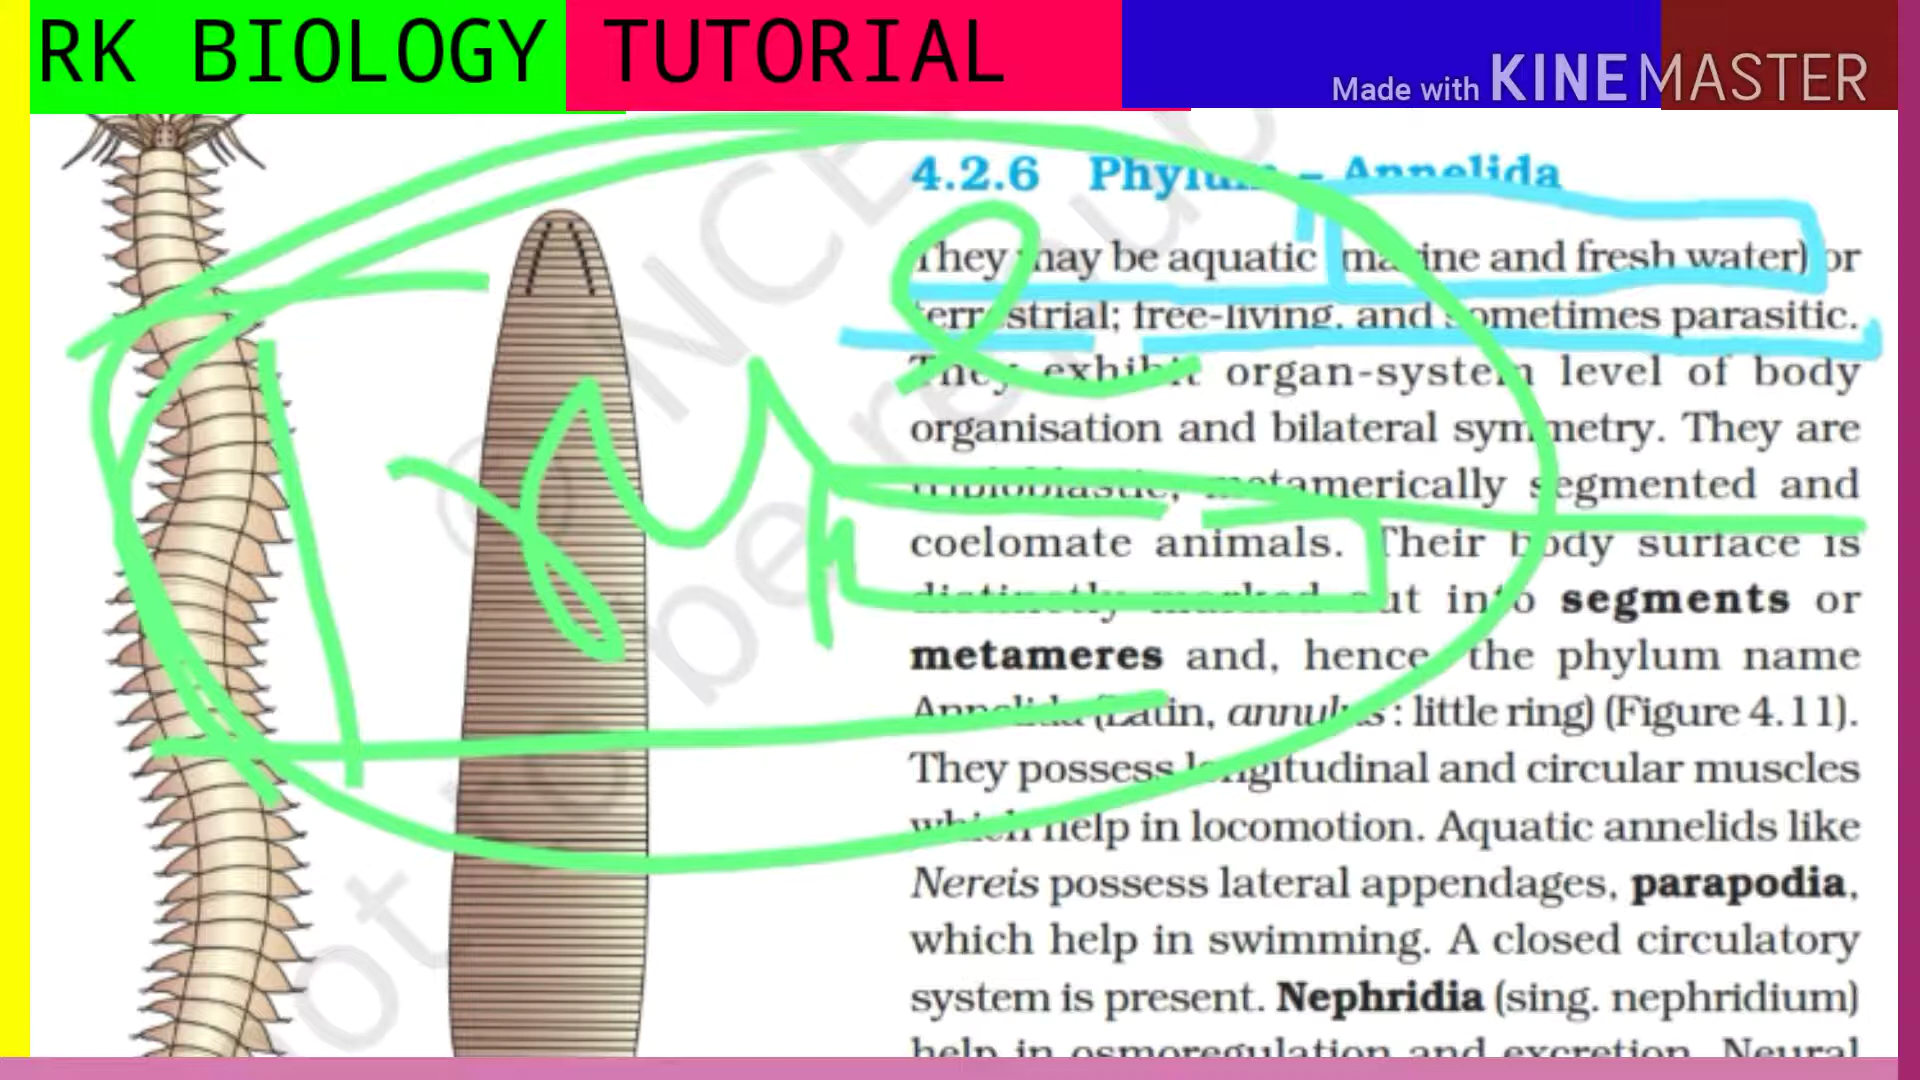 RK BIOLOGY TUTORIAL
Made with KINEMASTER
4.2.6 Phylum – Annelida
They may be aquatic (marine and fresh water) or
terrestrial; free-living, and sometimes parasitic.
They exhibit organ-system level of body
organisation and bilateral symmetry. They are
triploblastic, metamerically segmented and
coelomate animals. Their body surface is
distinctly marked out into segments or
metameres and, hence, the phylum name
Annelida (Latin, annulus : little ring) (Figure 4.11).
They possess longitudinal and circular muscles
which help in locomotion. Aquatic annelids like
Nereis possess lateral appendages, parapodia,
which help in swimming. A closed circulatory
system is present. Nephridia (sing. nephridium)
help in osmoregulation and excretion. Neural